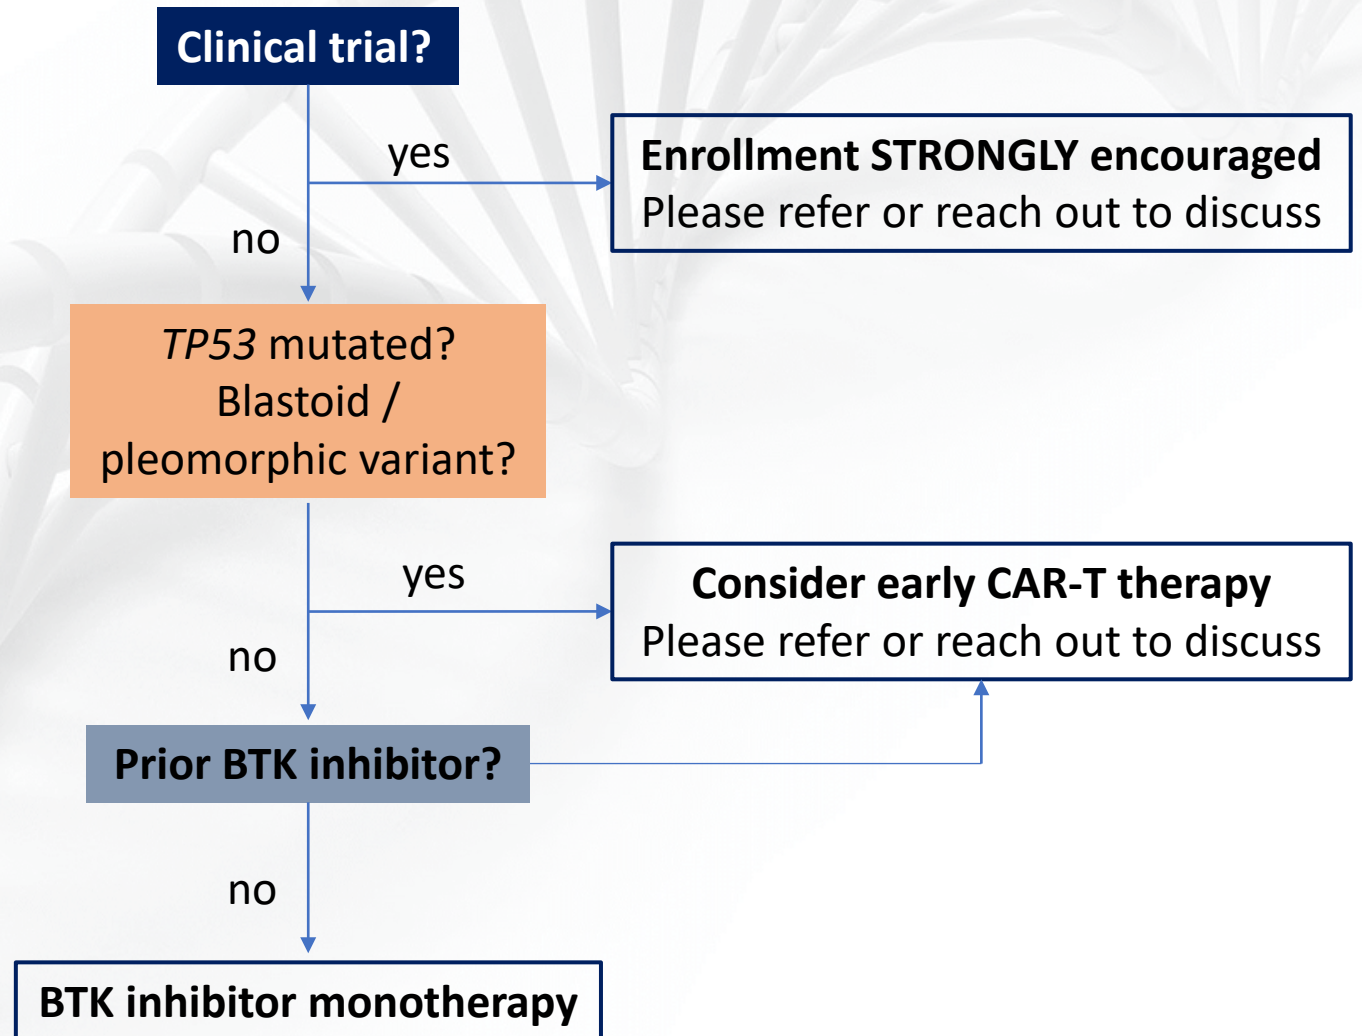 Clinical trial?
yes
Enrollment STRONGLY encouraged
Please refer or reach out to discuss
no
TP53 mutated?
Blastoid /
pleomorphic variant?
yes
Consider early CAR-T therapy
Please refer or reach out to discuss
no
Prior BTK inhibitor?
no
BTK inhibitor monotherapy